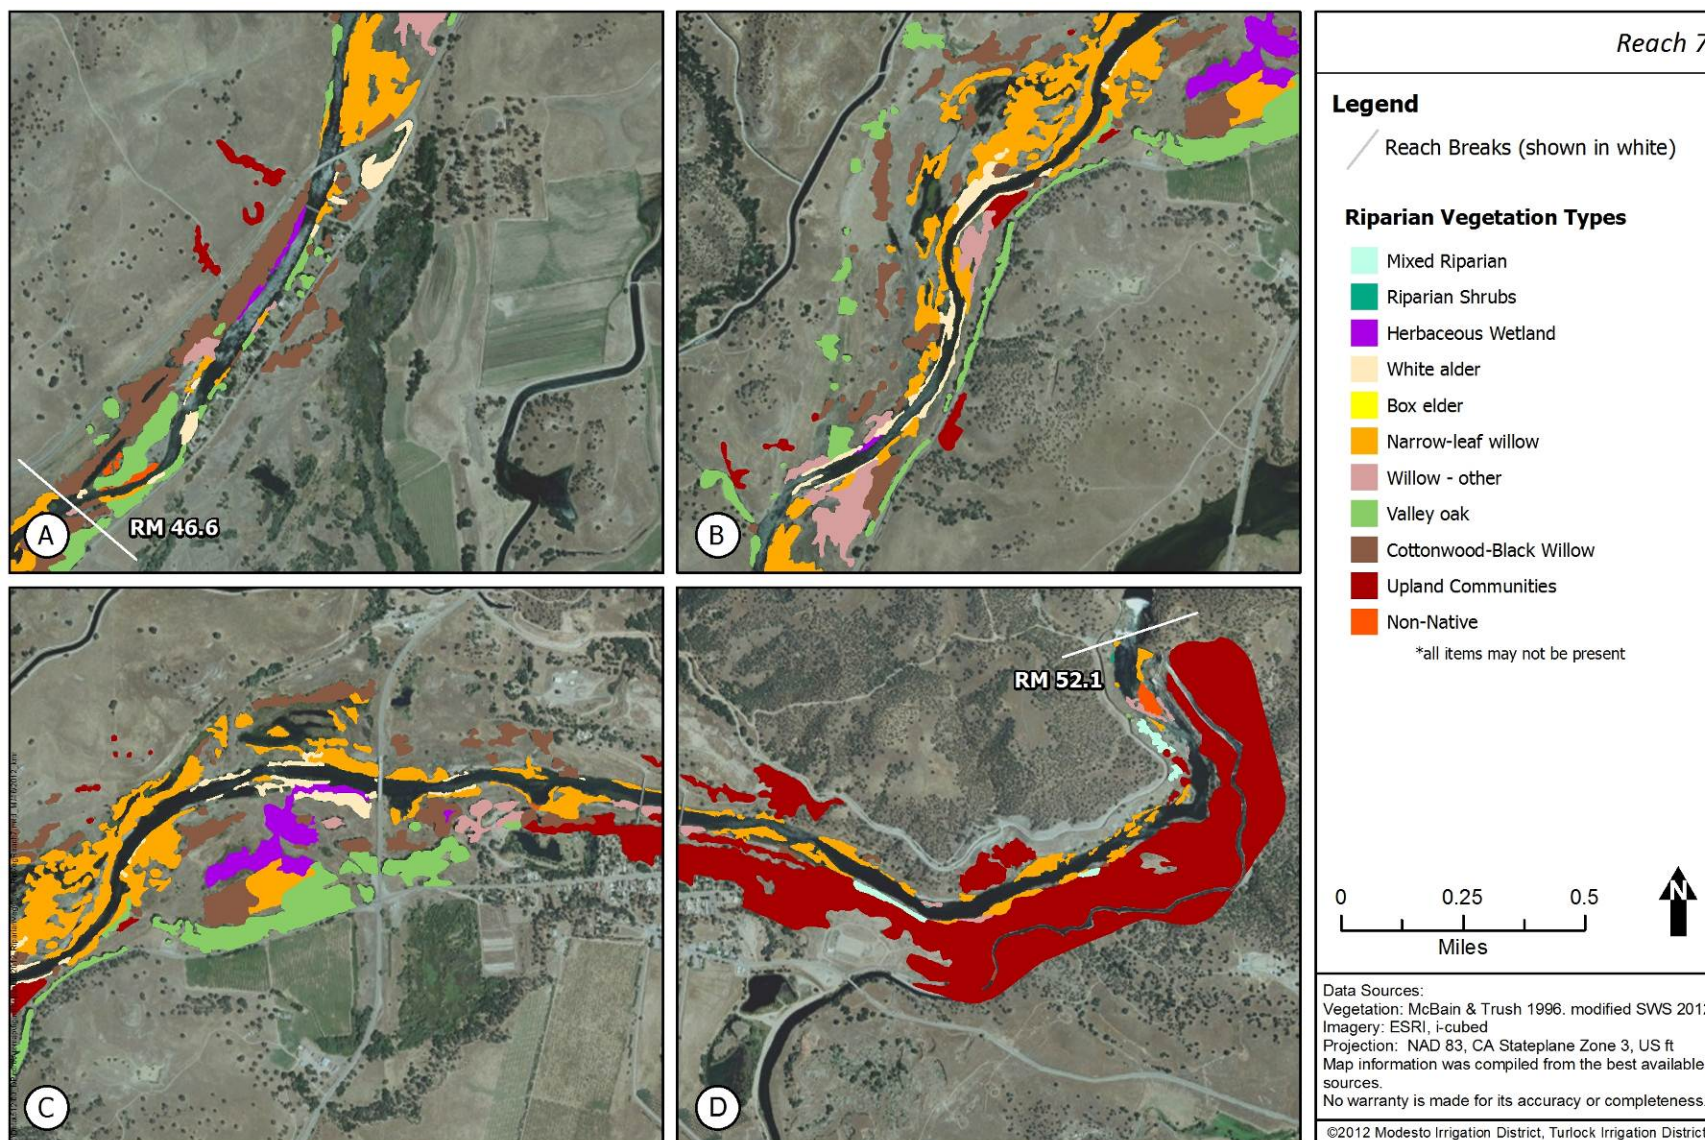 Reach 7
Legend
Reach Breaks (shown in white)
Riparian Vegetation Types
Mixed Riparian
Riparian Shrubs
Herbaceous Wetland
White alder
Box elder
Narrow-leaf willow
Willow - other
Valley oak
Cottonwood-Black Willow
Upland Communities
Non-Native
*all items may not be present
RM 46.6
A
B
RM 52.1
C
D
N
0 0.25 0.5
Miles
Data Sources:
Vegetation: McBain & Trush 1996. modified SWS 2012
Imagery: ESRI, i-cubed
Projection: NAD 83, CA Stateplane Zone 3, US ft
Map information was compiled from the best available
sources.
No warranty is made for its accuracy or completeness.
©2012 Modesto Irrigation District, Turlock Irrigation District